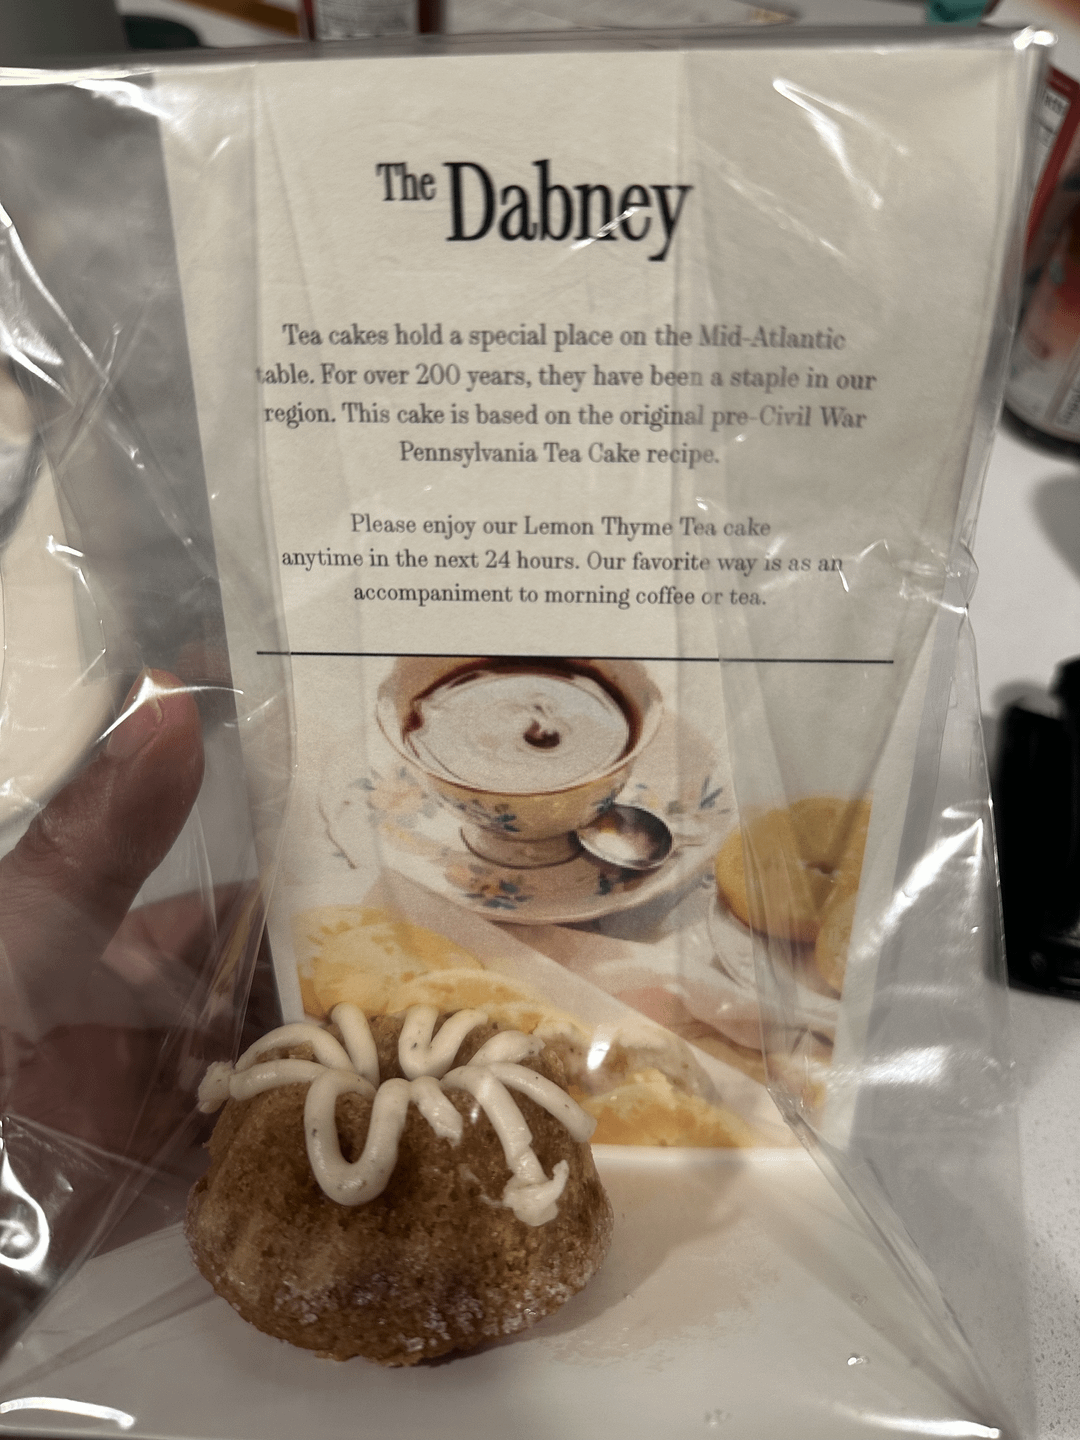 The Dabney
Tea cakes hold a special place on the Mid-Atlantic
table. For over 200 years, they have been a staple in our
region. This cake is based on the original pre-Civil War
Pennsylvania Tea Cake recipe.
Please enjoy our Lemon Thyme Tea cake
anytime in the next 24 hours. Our favorite way is as an
accompaniment to morning coffee or tea.